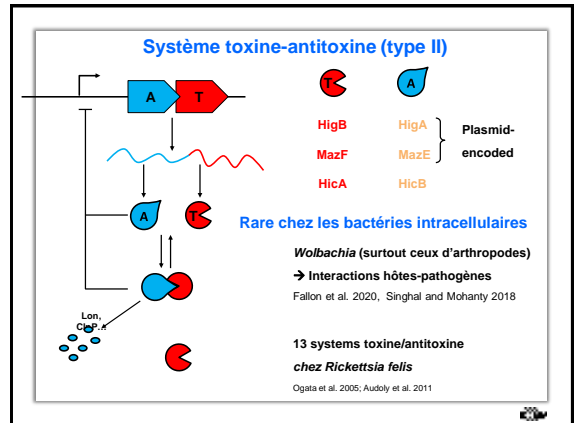 Système toxine-antitoxine (type II)
A T
T A
HigB HigA
MazF MazE
HicA HicB
Plasmid-
encoded
A T
Rare chez les bactéries intracellulaires
Wolbachia (surtout ceux d'arthropodes)
→ Interactions hôtes-pathogène
Fallon et al. 2020, Singhal and Mohanty 2018
Lon,
ClpP...
13 systems toxine/antitoxine
chez Rickettsia felis
Ogata et al. 2005; Audoly et al. 2011